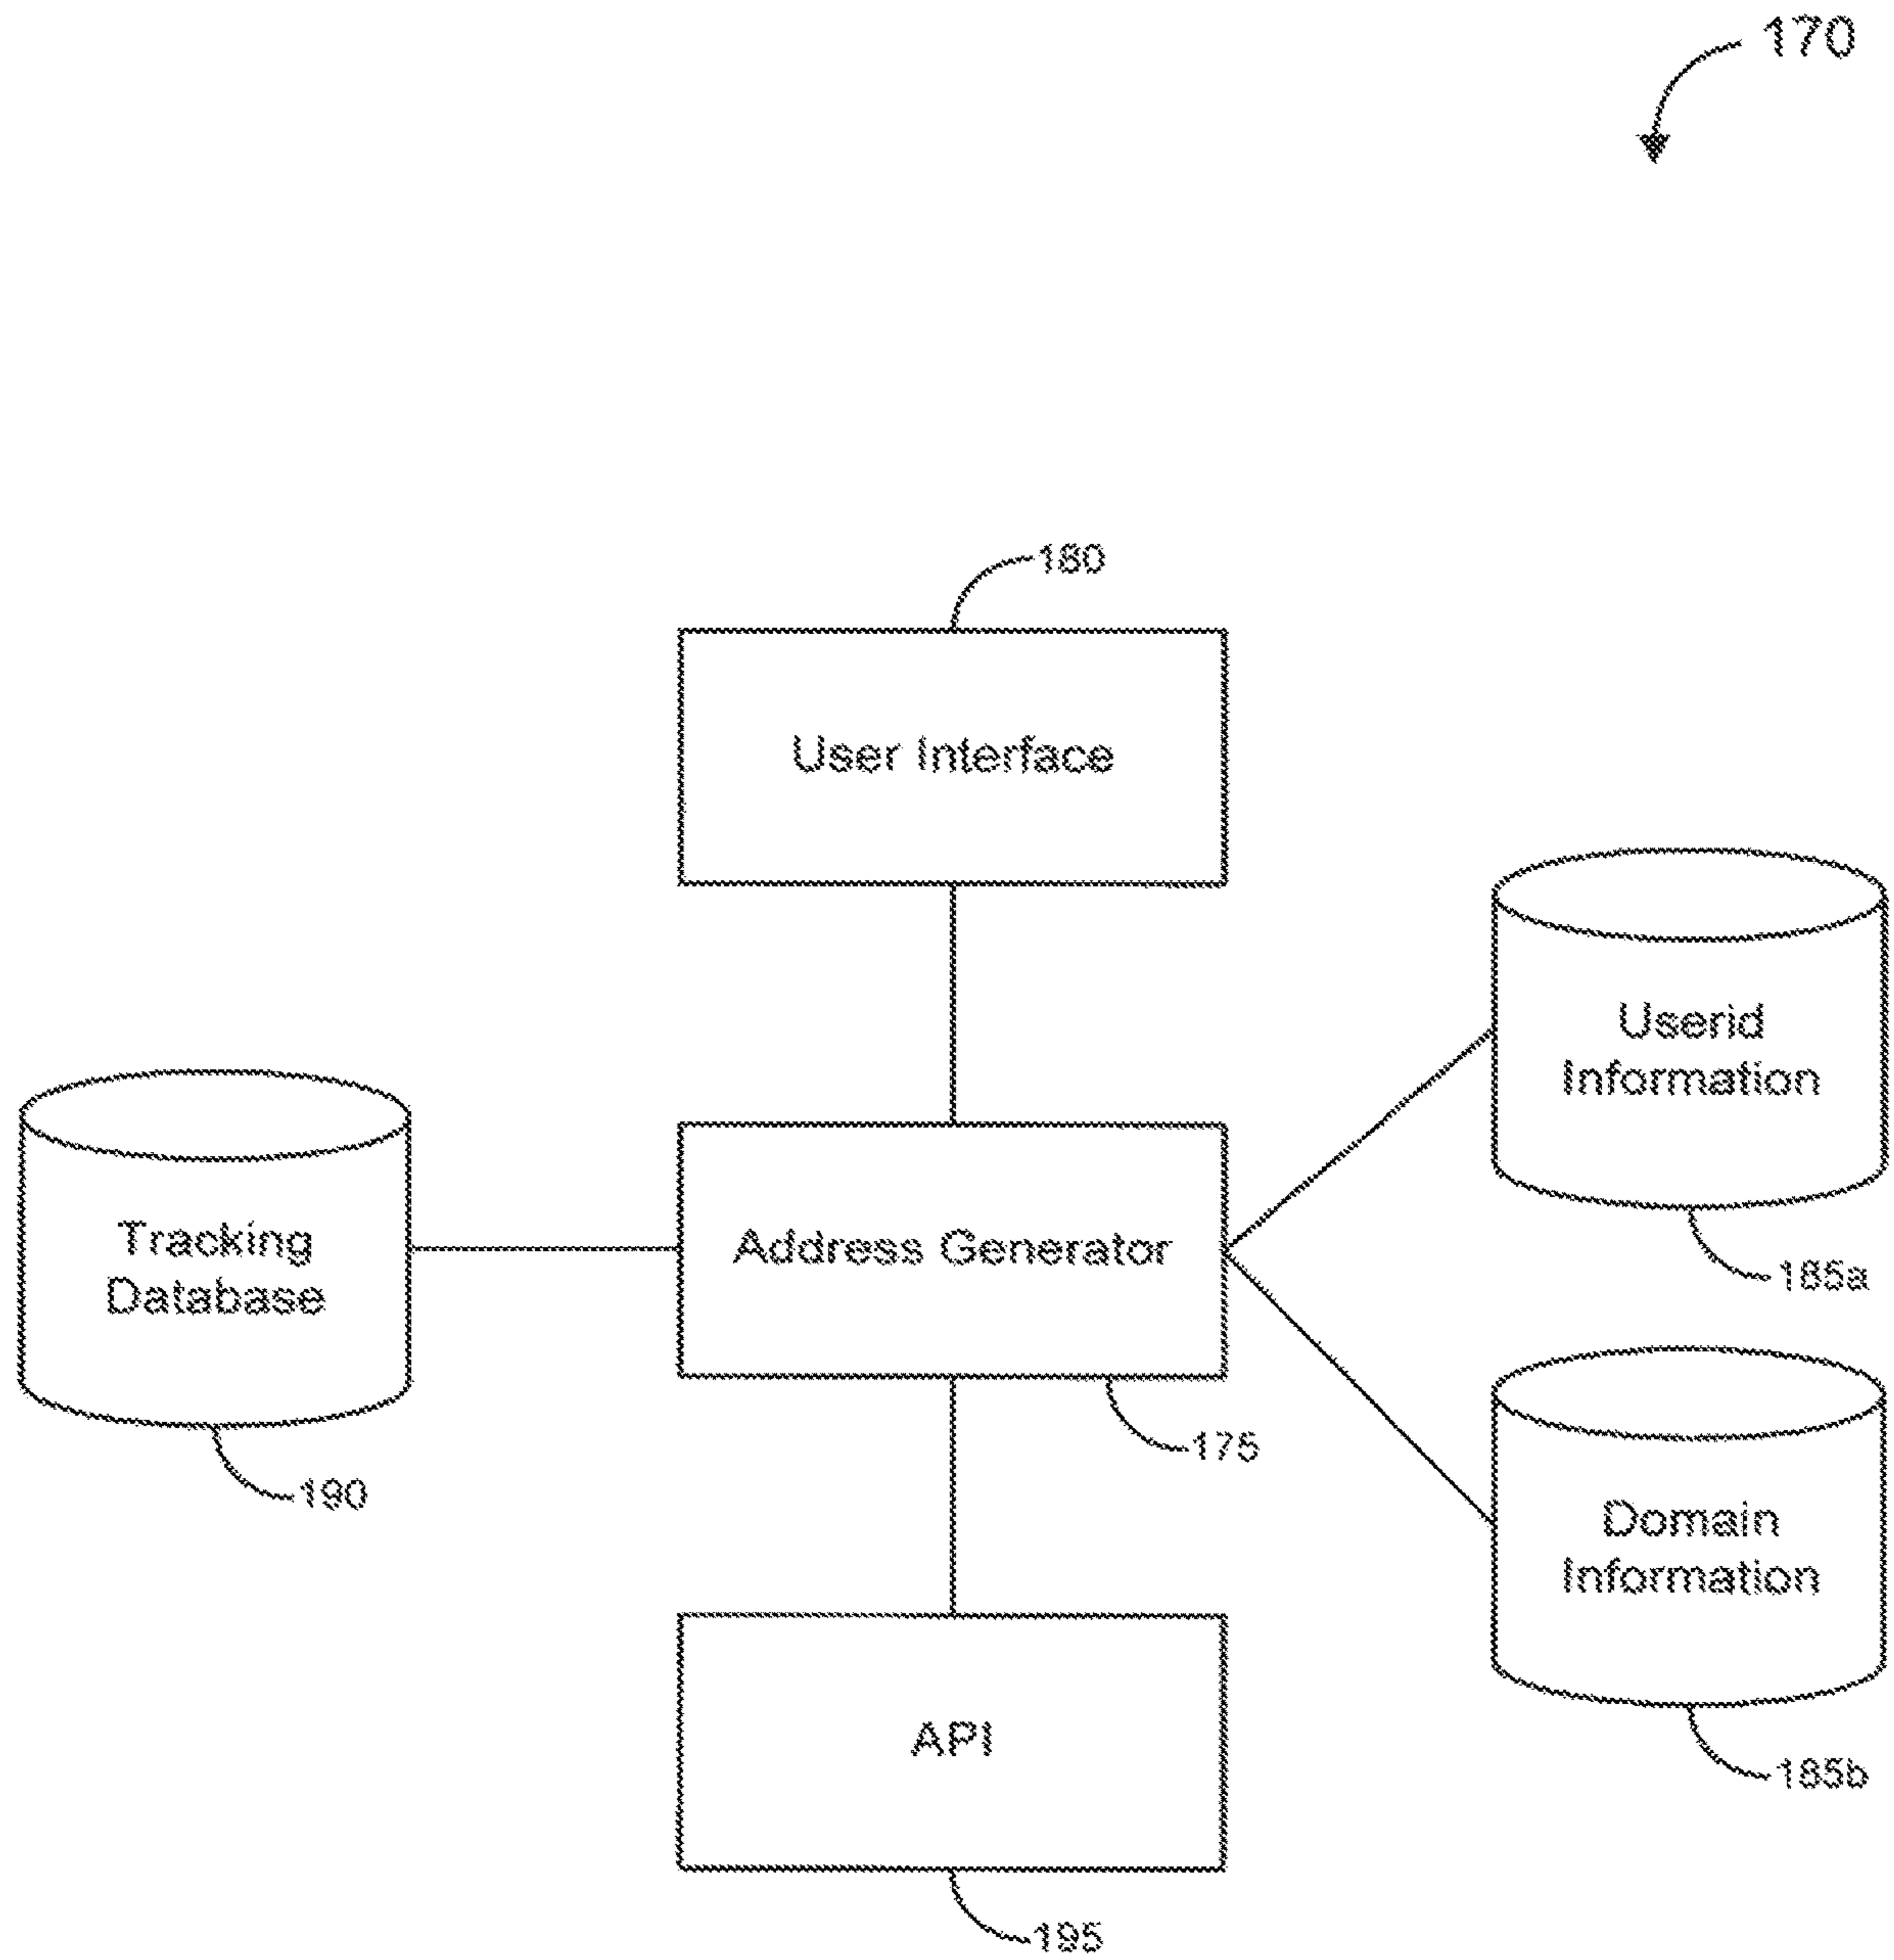 170
180
User Interface
Userid
Information
185a
Tracking
Database
190
Address Generator
175
Domain
Information
185b
API
195